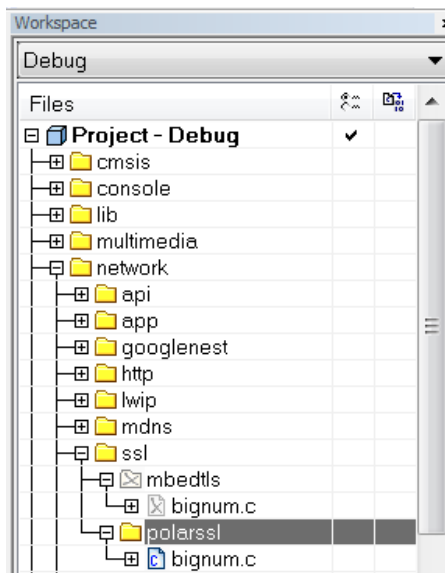 Workspace
Debug
Files
Project - Debug
cmsis
console
lib
multimedia
network
api
app
googlenest
http
lwip
mdns
ssl
mbedtls
bignum.c
polarssl
bignum.c